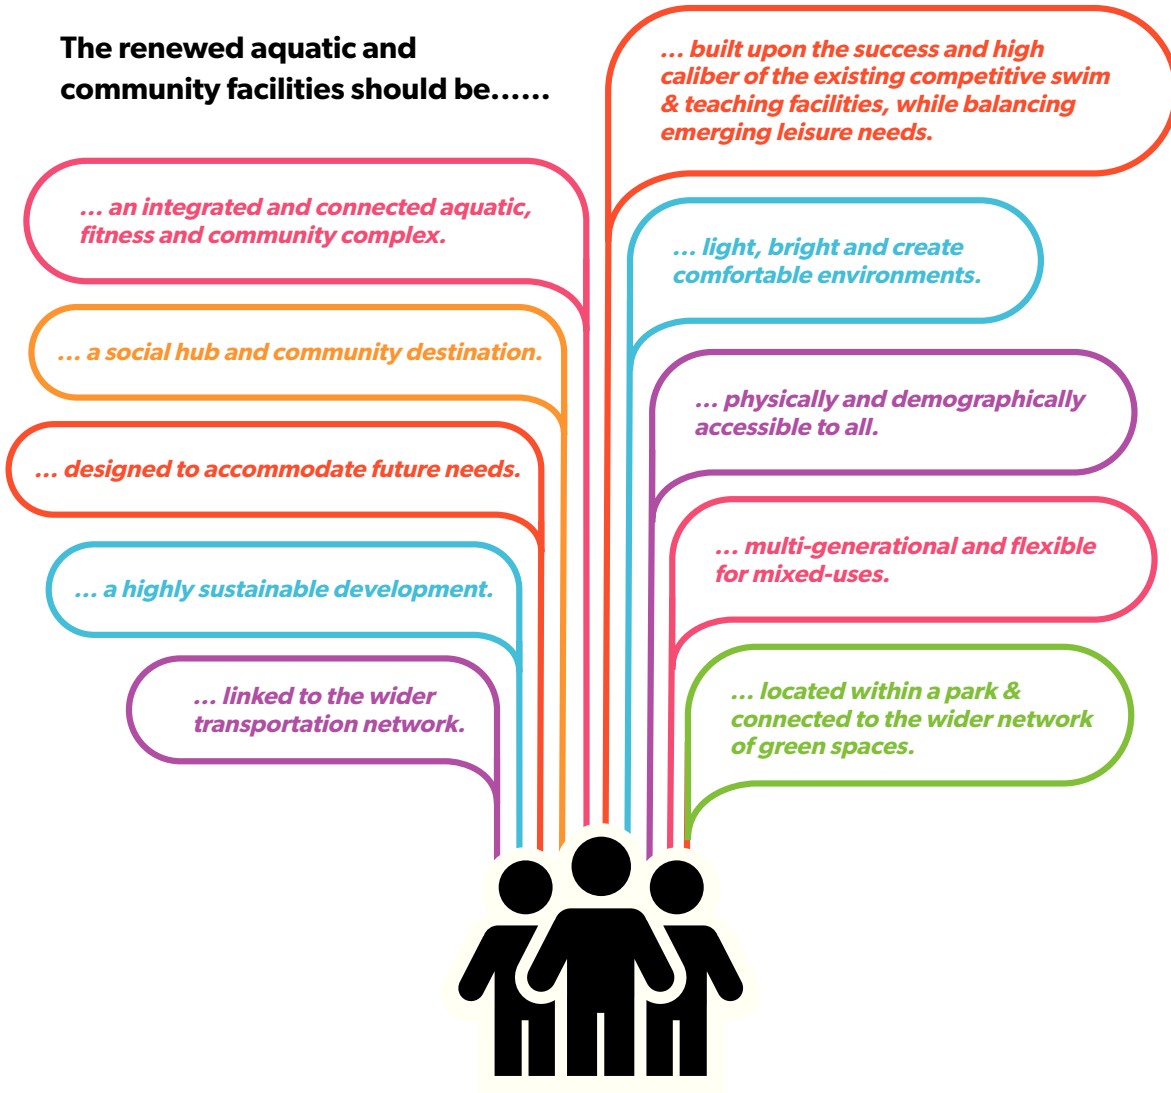 The renewed aquatic and
community facilities should be......
... built upon the success and high
caliber of the existing competitive swim
& teaching facilities, while balancing
emerging leisure needs.
... an integrated and connected aquatic,
fitness and community complex.
... light, bright and create
comfortable environments.
... a social hub and community destination.
... physically and demographically
accessible to all.
... designed to accommodate future needs.
... multi-generational and flexible
for mixed-uses.
... a highly sustainable development.
... linked to the wider
transportation network.
... located within a park &
connected to the wider network
of green spaces.